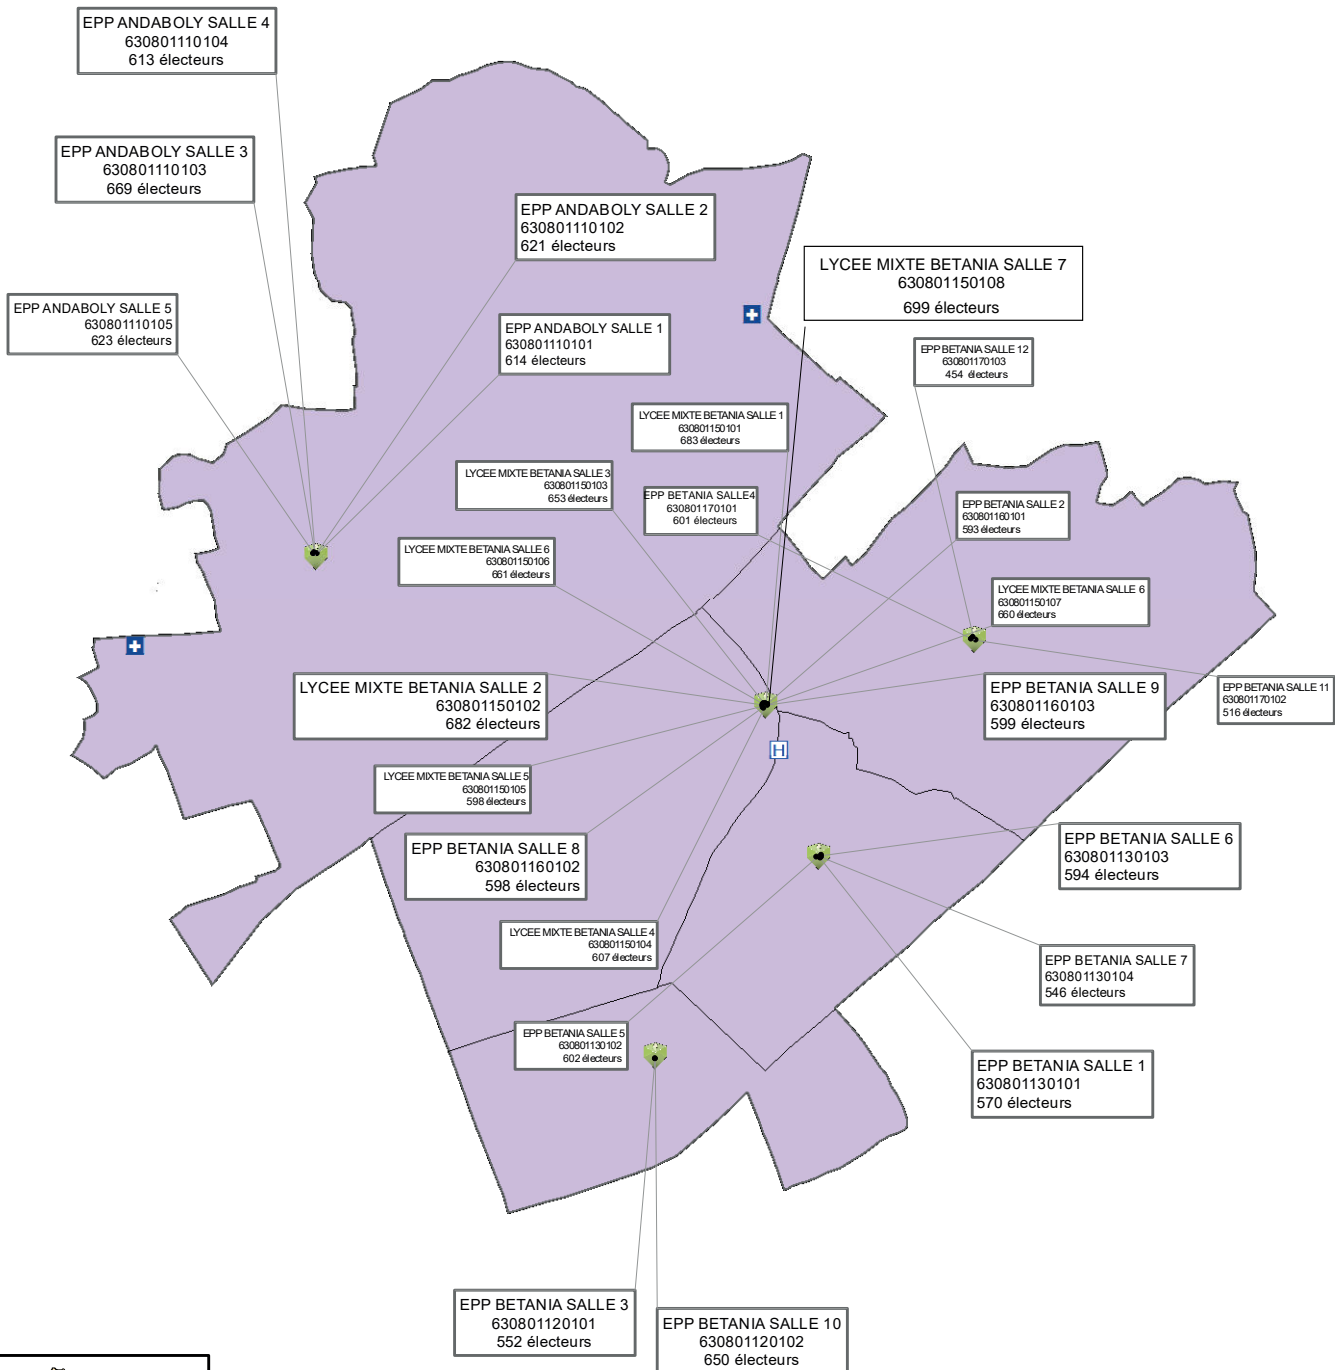 EPP ANDABOLY SALLE 4
630801110104
613 électeurs
EPP ANDABOLY SALLE 3
630801110103
669 électeurs
EPP ANDABOLY SALLE 2
630801110102
621 électeurs
LYCEE MIXTE BETANIA SALLE 7
630801150108
699 électeurs
EPP ANDABOLY SALLE 5
630801110105
623 électeurs
EPP ANDABOLY SALLE 1
630801110101
614 électeurs
EPP BETANIA SALLE 12
630801170103
454 électeurs
LYCEE MIXTE BETANIA SALLE 1
630801150101
683 électeurs
LYCEE MIXTE BETANIA SALLE 3
630801150103
653 électeurs
EPP BETANIA SALLE4
630801170101
601 électeurs
EPP BETANIA SALLE 2
630801160101
593 électeurs
LYCEE MIXTE BETANIA SALLE 6
630801150106
661 électeurs
LYCEE MIXTE BETANIA SALLE 6
630801150107
660 électeurs
LYCEE MIXTE BETANIA SALLE 2
630801150102
682 électeurs
EPP BETANIA SALLE 9
630801160103
599 électeurs
EPP BETANIA SALLE 11
630801170102
516 électeurs
H
LYCEE MIXTE BETANIA SALLE 5
630801150105
598 électeurs
EPP BETANIA SALLE 8
630801160102
598 électeurs
EPP BETANIA SALLE 6
630801130103
594 électeurs
LYCEE MIXTE BETANIA SALLE 4
630801150104
607 électeurs
EPP BETANIA SALLE 7
630801130104
546 électeurs
EPP BETANIA SALLE 5
630801130102
602 électeurs
EPP BETANIA SALLE 1
630801130101
570 électeurs
EPP BETANIA SALLE 3
630801120101
552 électeurs
EPP BETANIA SALLE 10
630801120102
650 électeurs